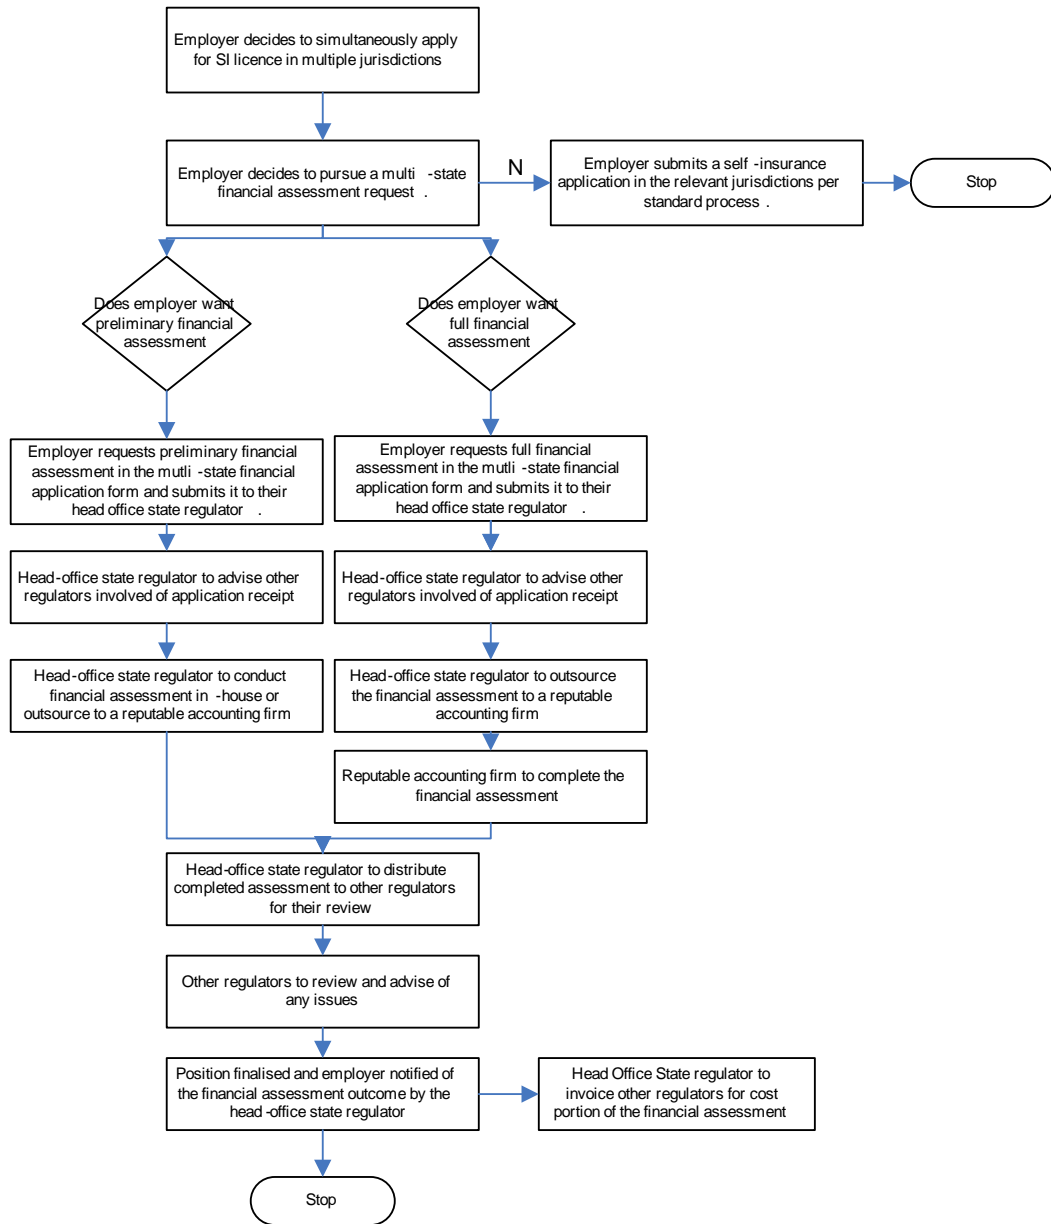 Employer decides to simultaneously apply
for SI licence in multiple jurisdictions
Employer decides to pursue a multi -state
financial assessment request .
N
Employer submits a self -insurance
application in the relevant jurisdictions per
standard process .
Stop
Does employer want
preliminary financial
assessment
Does employer want
full financial
assessment
Employer requests preliminary financial
assessment in the mutli -state financial
application form and submits it to their
head office state regulator .
Employer requests full financial
assessment in the mutli -state financial
application form and submits it to their
head office state regulator .
Head-office state regulator to advise other
regulators involved of application receipt
Head-office state regulator to advise other
regulators involved of application receipt
Head-office state regulator to conduct
financial assessment in -house or
outsource to a reputable accounting firm
Head-office state regulator to outsource
the financial assessment to a reputable
accounting firm
Reputable accounting firm to complete the
financial assessment
Head-office state regulator to distribute
completed assessment to other regulators
for their review
Other regulators to review and advise of
any issues
Position finalised and employer notified of
the financial assessment outcome by the
head -office state regulator
Head Office State regulator to
invoice other regulators for cost
portion of the financial assessment
Stop